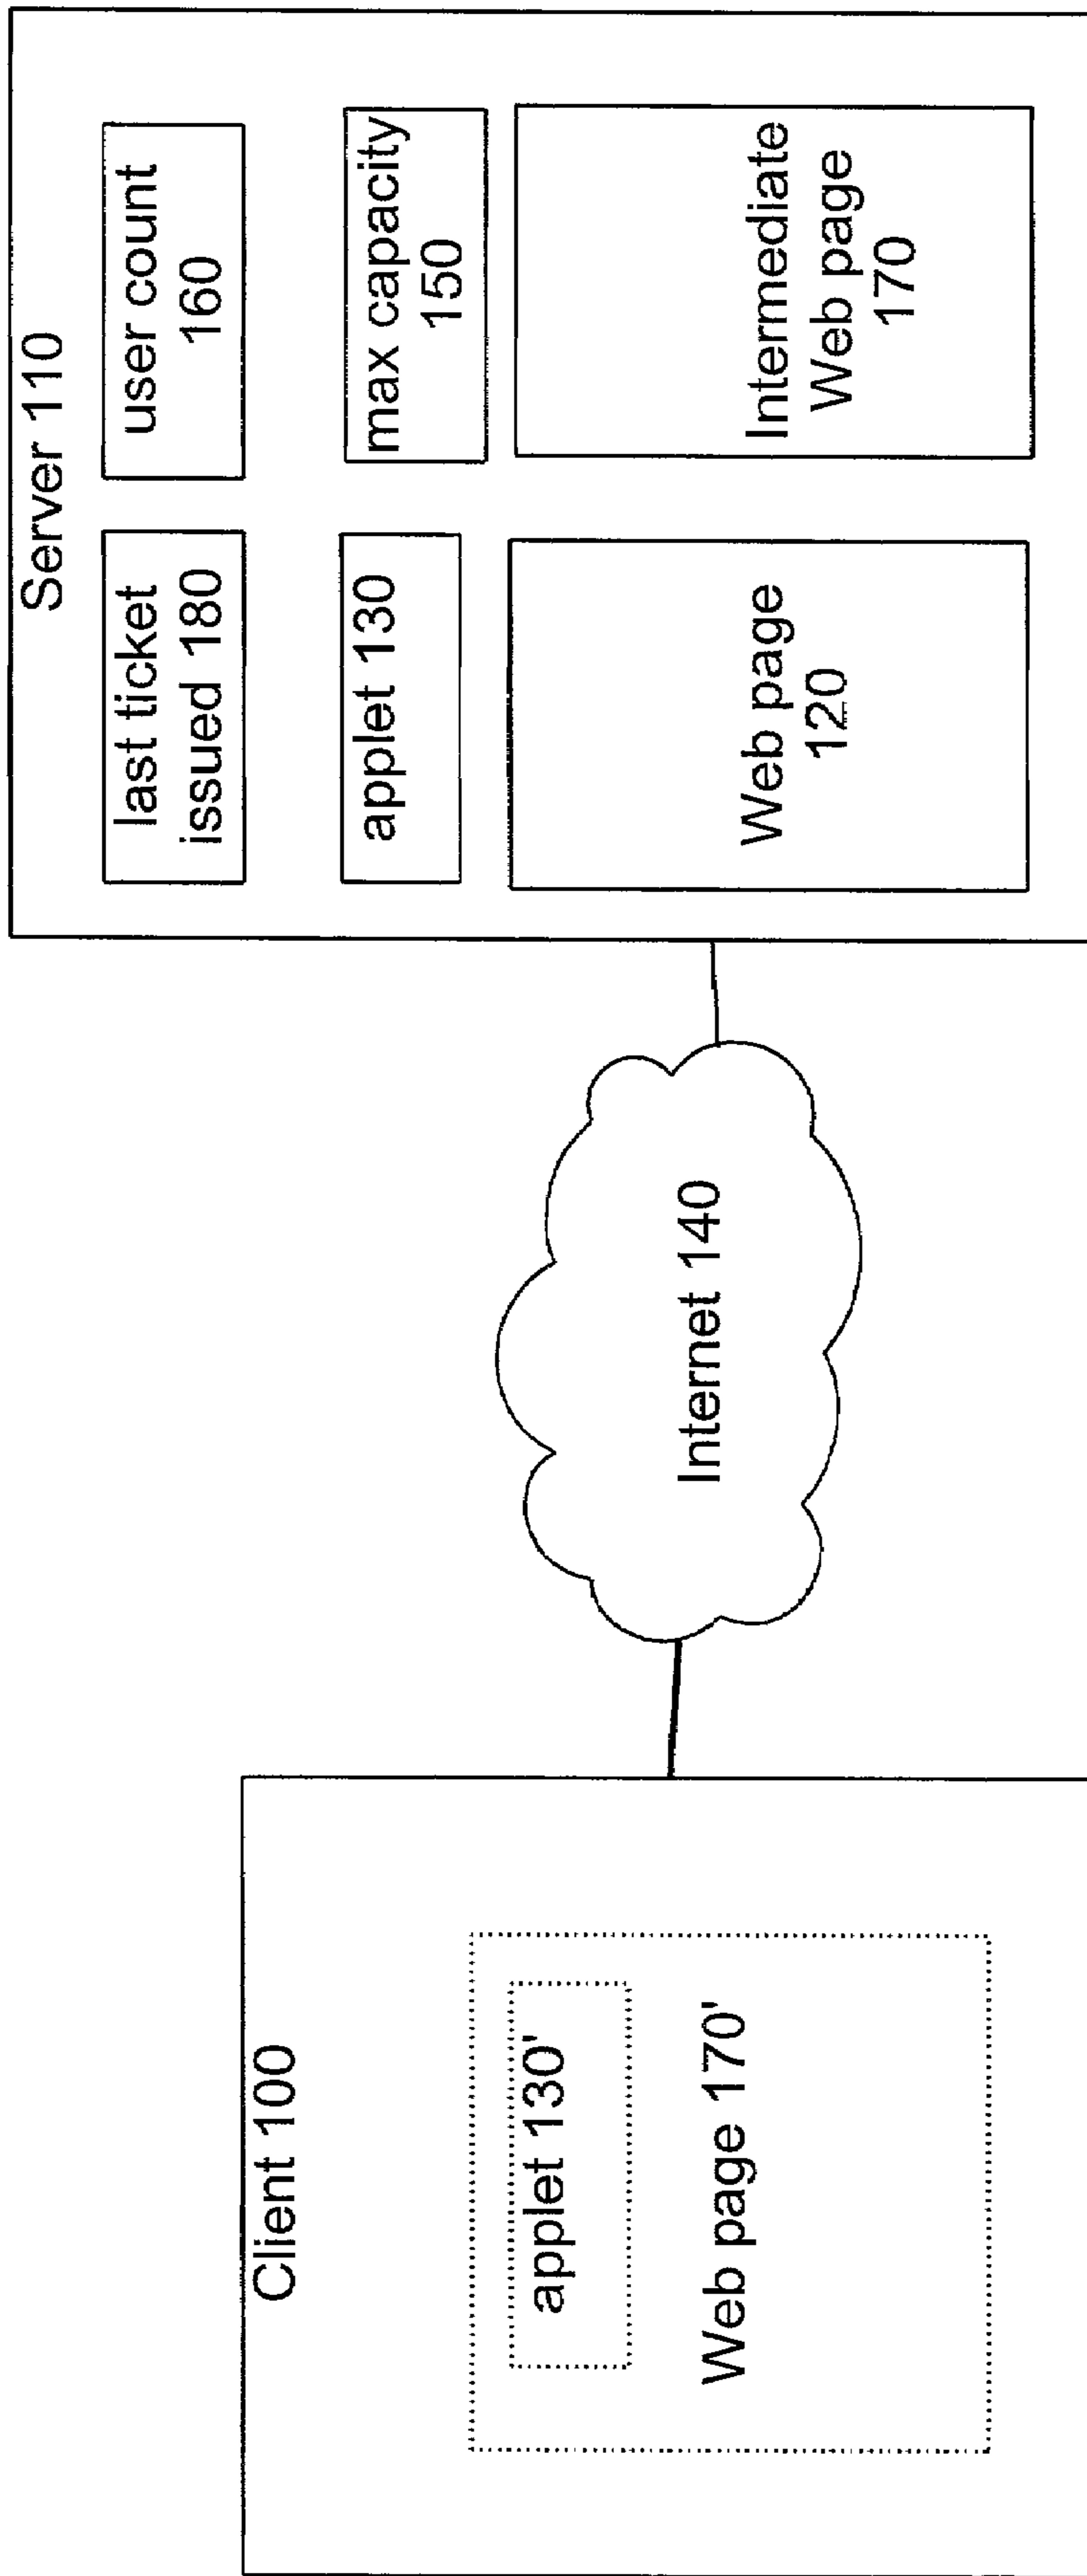 Client 100
applet 130'
Web page 170'
Internet 140
Server 110
last ticket
issued 180
user count
160
applet 130
max capacity
150
Web page
120
Intermediate
Web page
170